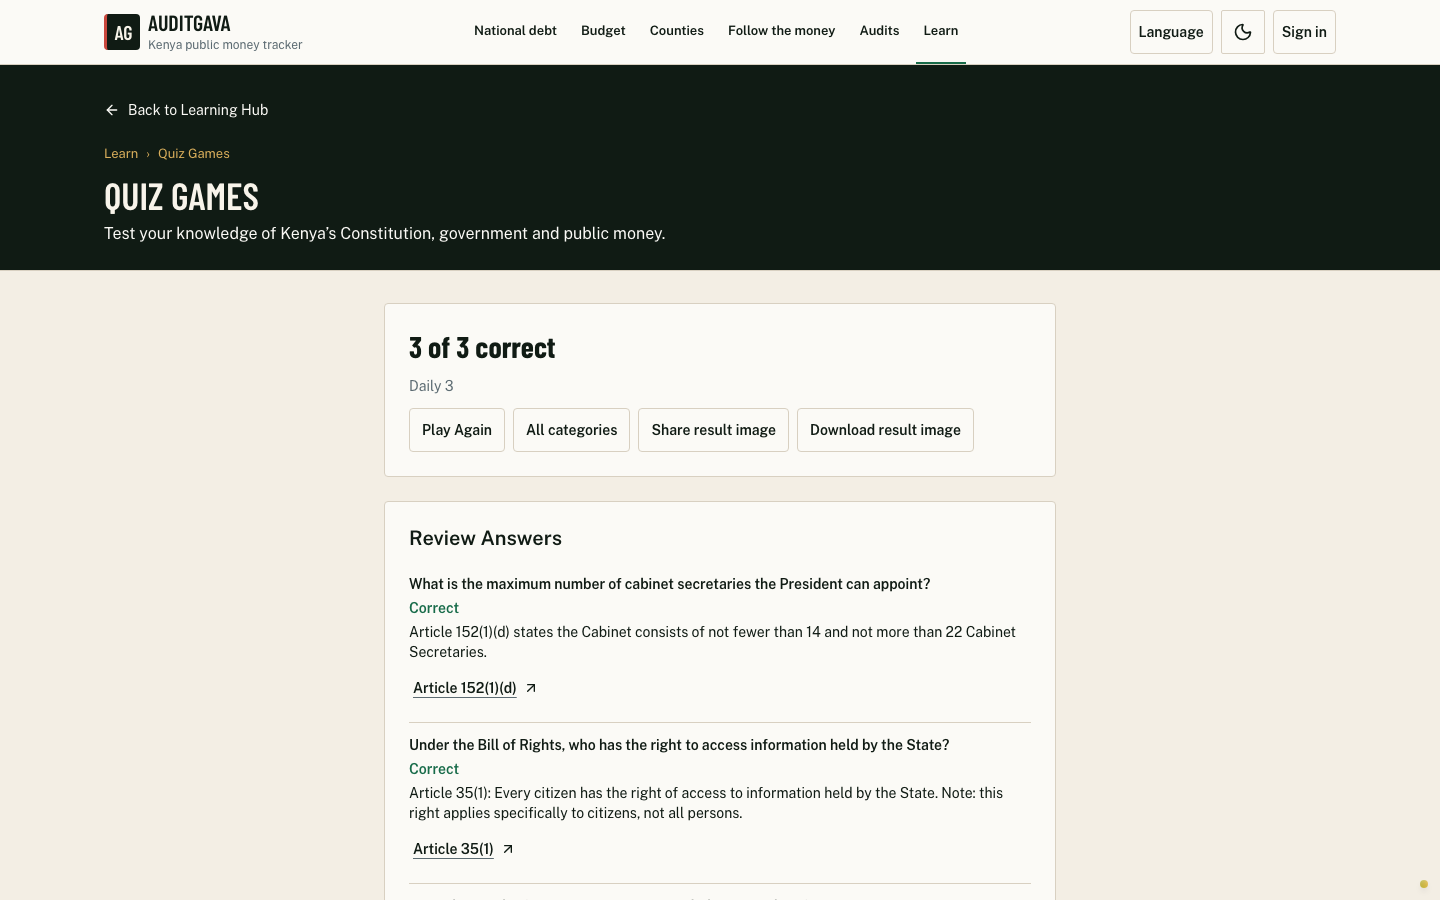 AG
AUDITGAVA
Kenya public money tracker
National debt
Budget
Counties
Follow the money
Audits
Learn
Language
Sign in
Back to Learning Hub
Learn › Quiz Games
QUIZ GAMES
Test your knowledge of Kenya’s Constitution, government and public money.
3 of 3 correct
Daily 3
Play Again
All categories
Share result image
Download result image
Review Answers
What is the maximum number of cabinet secretaries the President can appoint?
Correct
Article 152(1)(d) states the Cabinet consists of not fewer than 14 and not more than 22 Cabinet
Secretaries.
Article 152(1)(d)
Under the Bill of Rights, who has the right to access information held by the State?
Correct
Article 35(1): Every citizen has the right of access to information held by the State. Note: this
right applies specifically to citizens, not all persons.
Article 35(1)